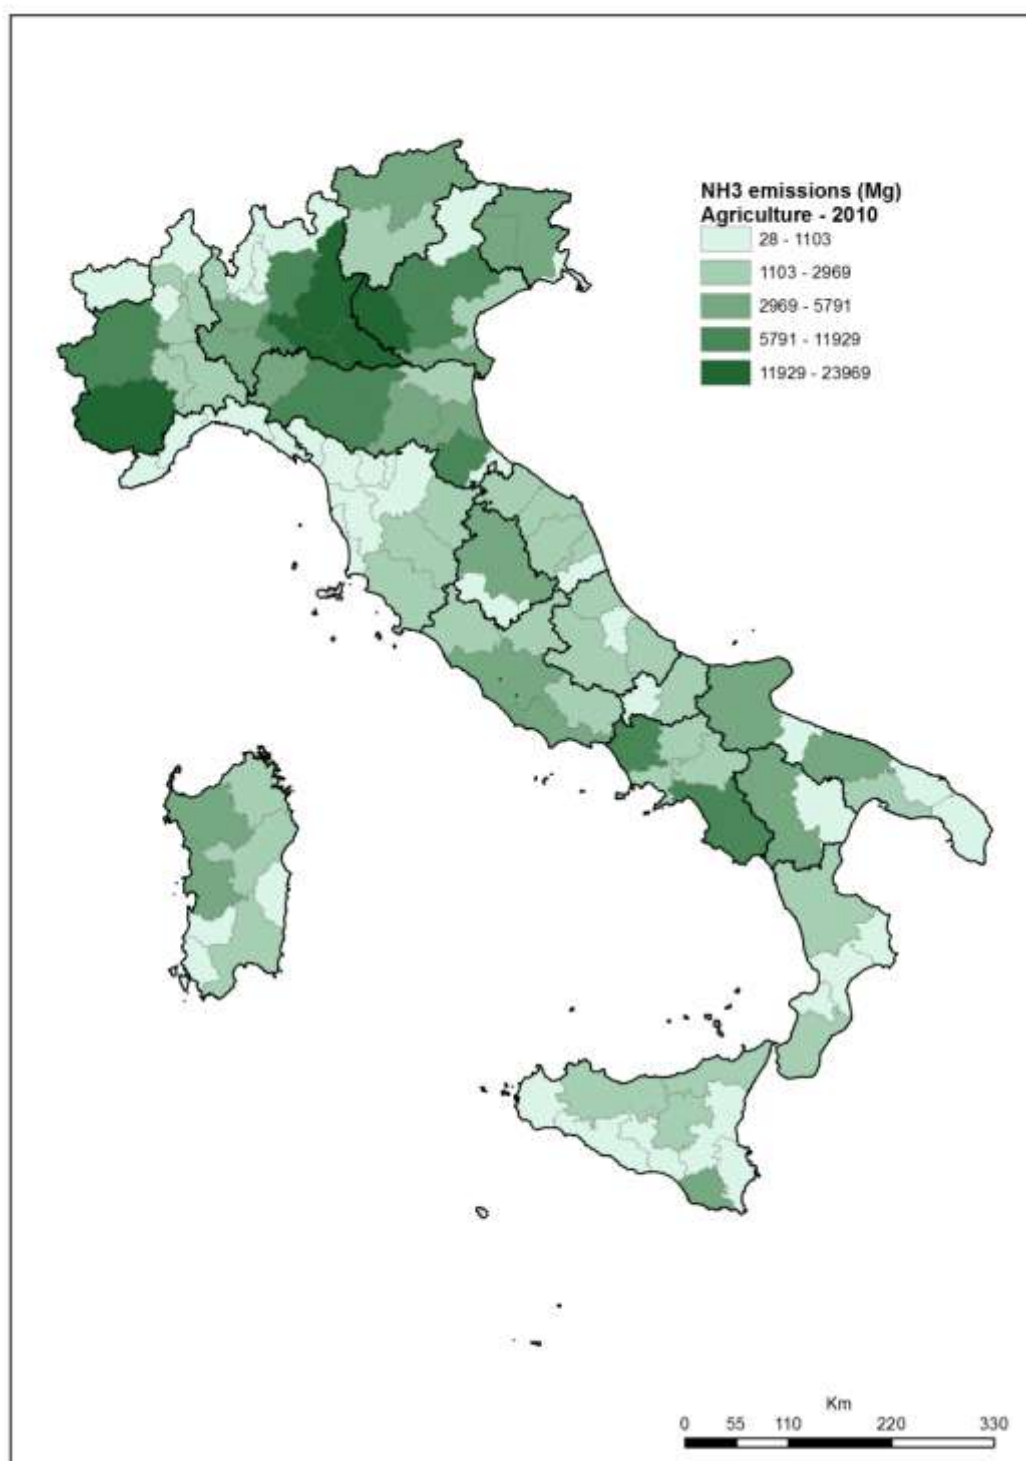 NH3 emissions (Mg)
Agriculture - 2010
28 - 1103
1103 - 2969
2969 - 5791
5791 - 11929
11929 - 23969
Km
0 55 110 220 330